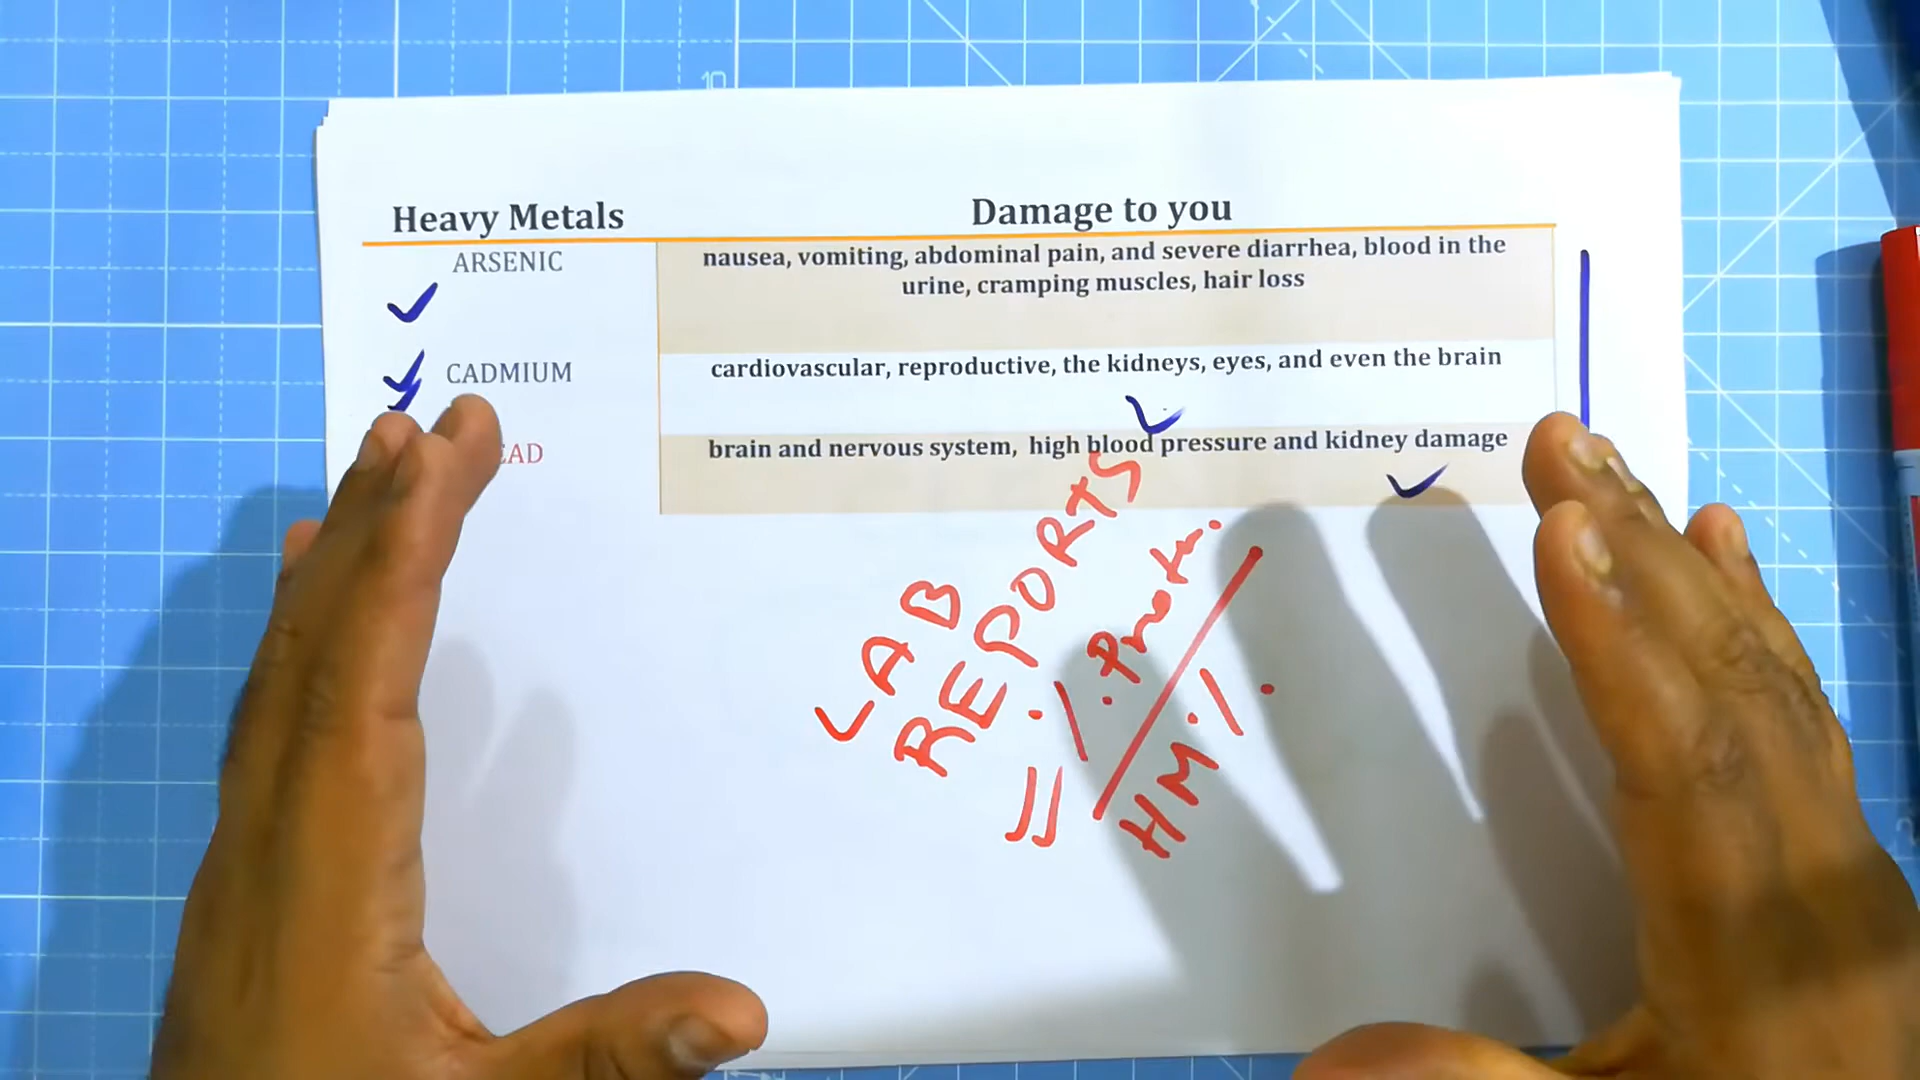 10
Heavy Metals
Damage to you
ARSENIC
nausea, vomiting, abdominal pain, and severe diarrhea, blood in the
urine, cramping muscles, hair loss
CADMIUM
cardiovascular, reproductive, the kidneys, eyes, and even the brain
EAD
brain and nervous system, high blood pressure and kidney damage
LAB
REPORTS
HM %.